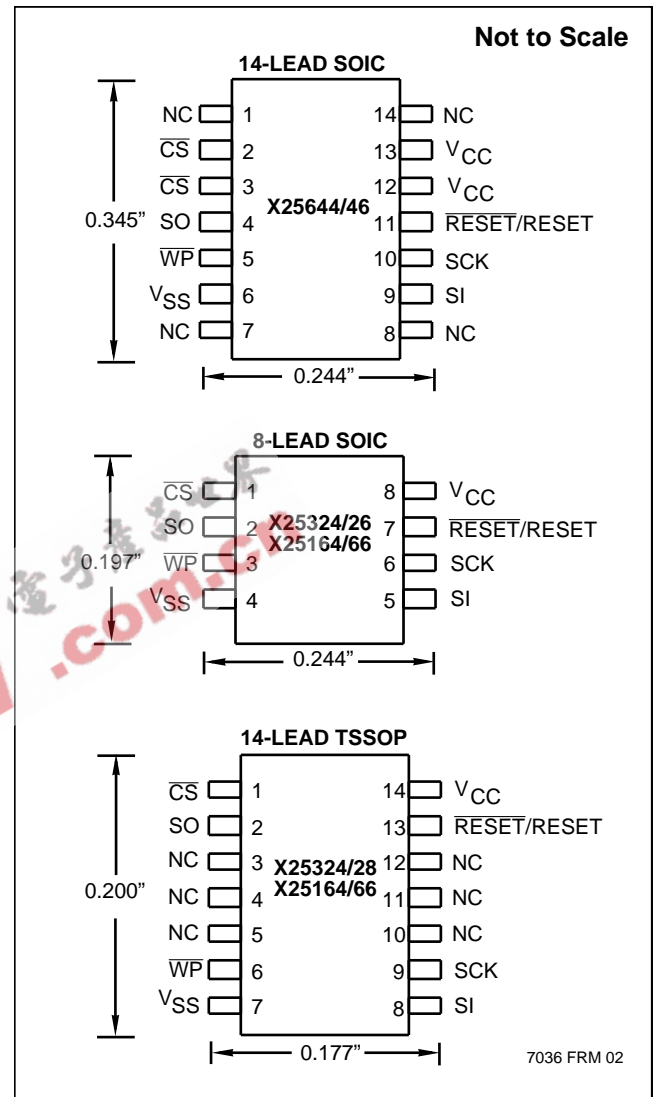 Not to Scale
14-LEAD SOIC
NC 1 14 NC
CS 2 13 VCC
CS 3 12 VCC
X25644/46
0.345” SO 4 11 RESET/RESET
WP 5 10 SCK
VSS 6 9 SI
NC 7 8 NC
0.244”
8-LEAD SOIC
CS 1 8 VCC
SO 2 X25324/26 7 RESET/RESET
X25164/66
0.197” WP 3 6 SCK
VSS 4 5 SI
0.244”
14-LEAD TSSOP
CS 1 14 VCC
SO 2 13 RESET/RESET
NC 3 X25324/28 12 NC
0.200” NC 4 X25164/66 11 NC
NC 5 10 NC
WP 6 9 SCK
VSS 7 8 SI
0.177”
7036 FRM 02
.com.cn